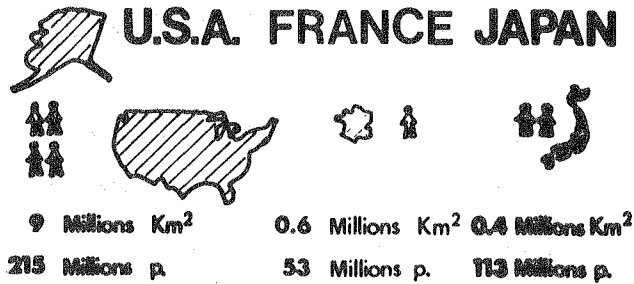 U.S.A. FRANCE JAPAN
9 Millions Km² 0.6 Millions Km² 0.4 Millions Km²
215 Millions p. 53 Millions p. 113 Millions p.